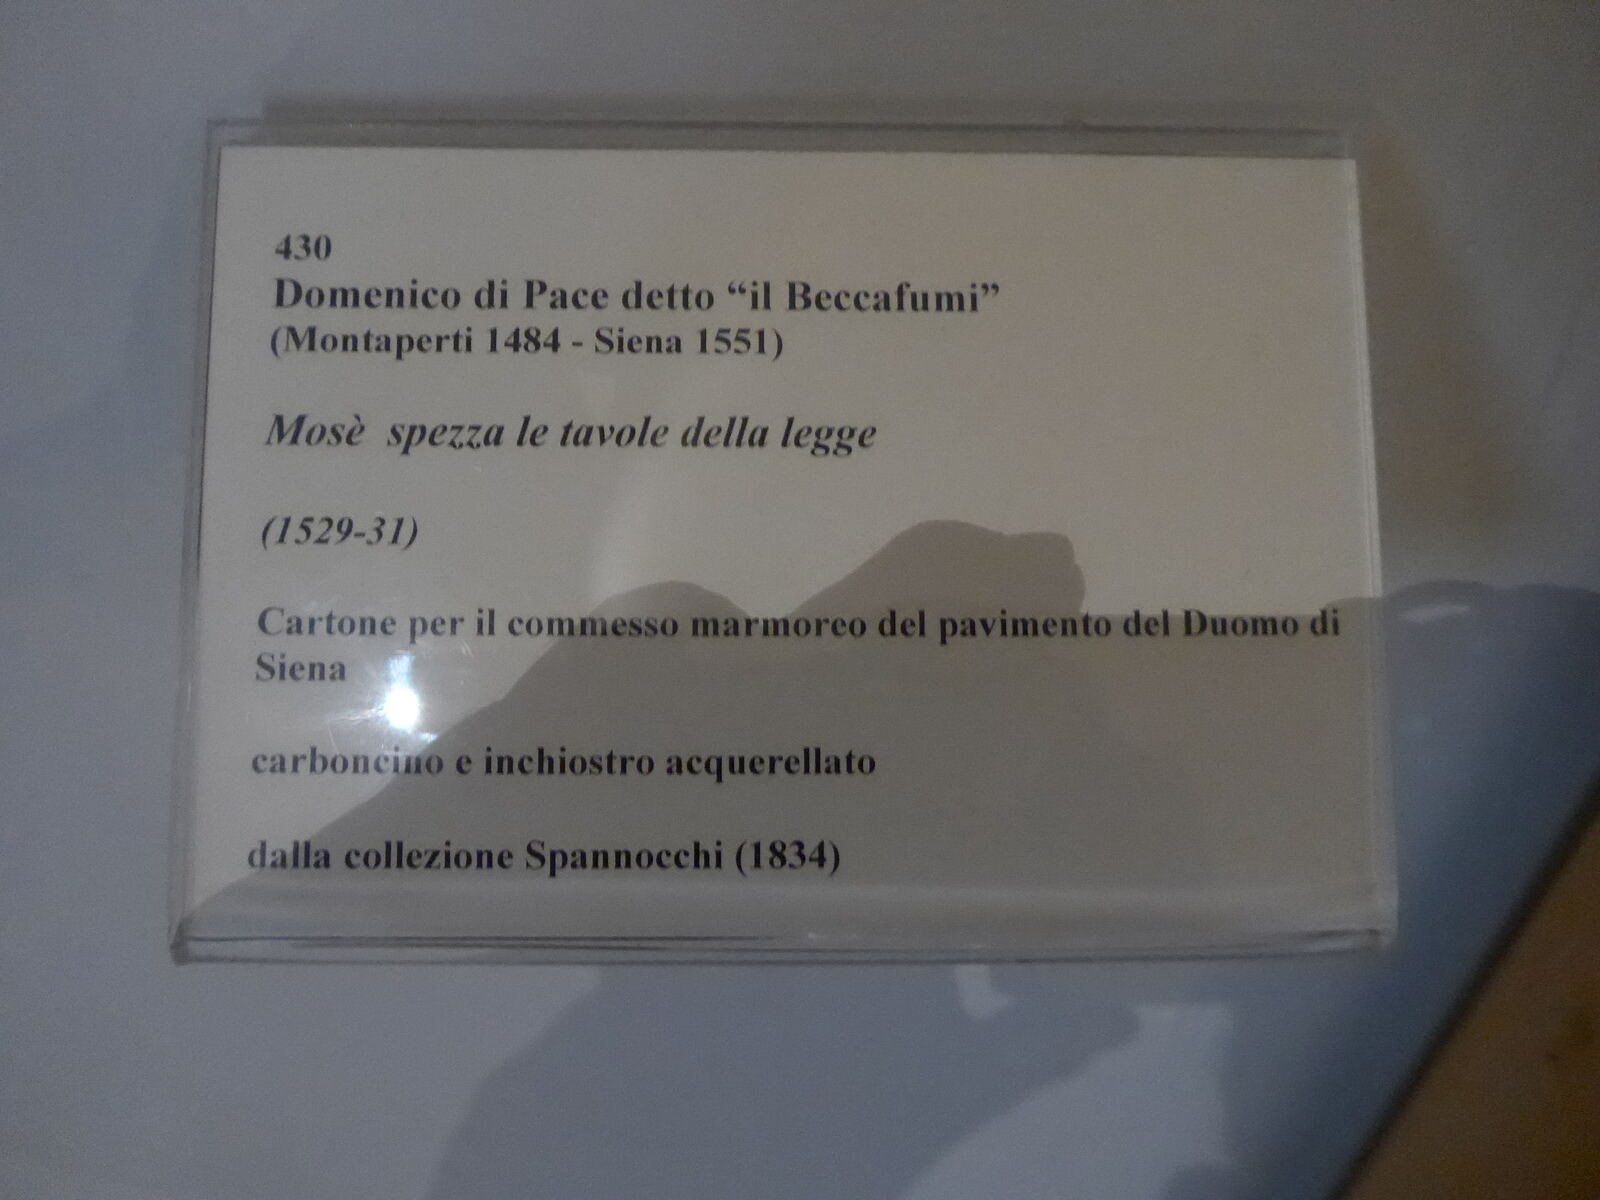 430
Domenico di Pace detto “il Beccafumi”
(Montaperti 1484 - Siena 1551)
Mosè spezza le tavole della legge
(1529-31)
Cartone per il commesso marmoreo del pavimento del Duomo di
Siena
carboncino e inchiostro acquerellato
dalla collezione Spannocchi (1834)